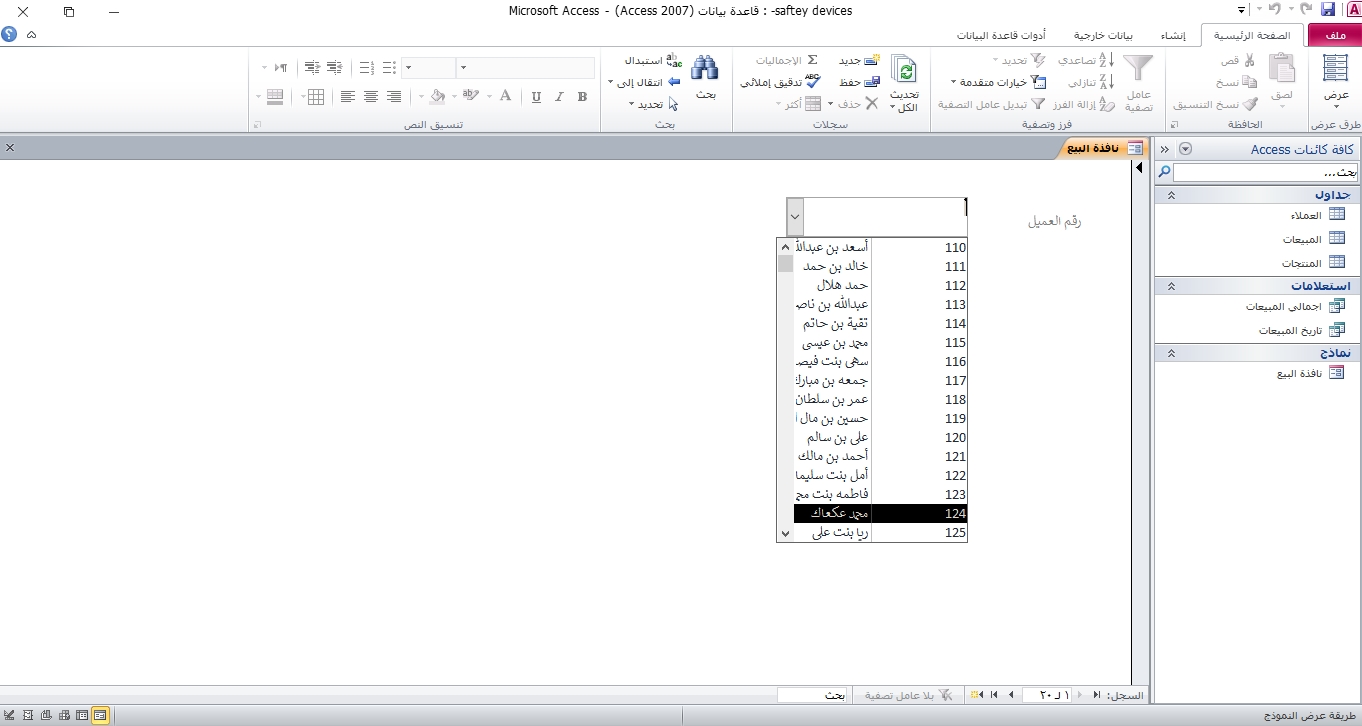 Microsoft Access - (Access 2007) قاعدة بيانات : -saftey devices
ملف
الصفحة الرئيسية
إنشاء
بيانات خارجية
أدوات قاعدة البيانات
عرض
طرق عرض
لصق
قص
نسخ
نسخ التنسيق
الحافظة
عامل تصفية
تصاعدي
تنازلي
إزالة الفرز
تحديد
خيارات متقدمة
تبديل عامل التصفية
فرز وتصفية
تحديث الكل
جديد
حفظ
حذف
الإجماليات
تدقيق إملائي
أكثر
سجلات
بحث
استبدال
انتقال إلى
تحديد
بحث
تنسيق النص
كافة كائنات Access
بحث...
جداول
العملاء
المبيعات
المنتجات
استعلامات
اجمالي المبيعات
تاريخ المبيعات
نماذج
نافذة البيع
نافذة البيع
رقم العميل
110 أسعد بن عبدالله
111 خالد بن حمد
112 حمد هلال
113 عبدالله بن ناص
114 تقية بن حاتم
115 محمد بن عيسى
116 سهى بنت فيص
117 جمعه بن مبارك
118 عمر بن سلطان
119 حسين بن مال ا
120 علي بن سالم
121 أحمد بن مالك
122 أمل بنت سليما
123 فاطمه بنت مح
124 محمد عكعاك
125 ريا بنت علي
السجل: ١ لـ ٢٠
بلا عامل تصفية
بحث
طريقة عرض النموذج